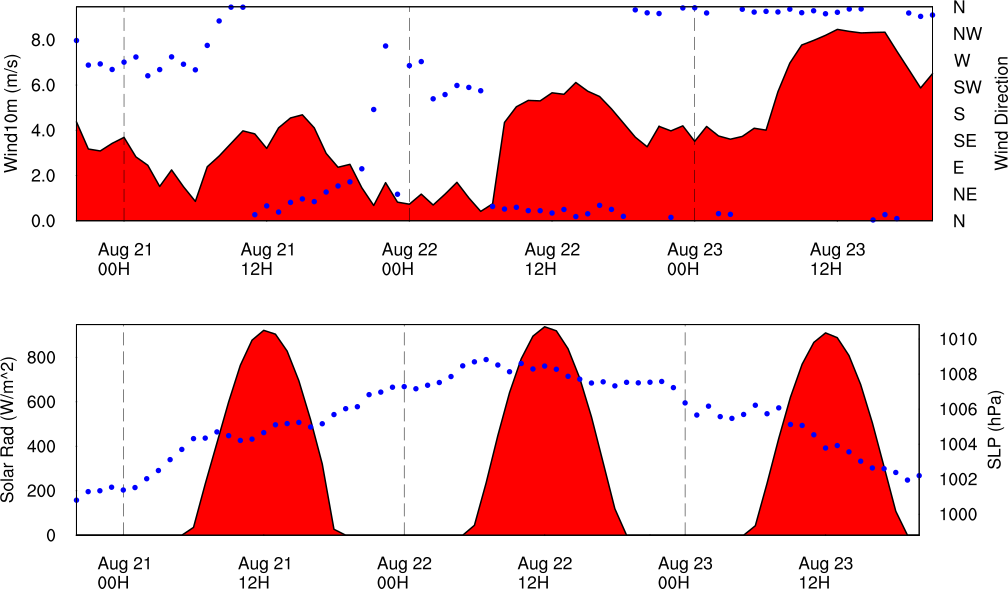 Wind10m (m/s)
8.0
6.0
4.0
2.0
0.0
N
NW
W
SW
S
SE
E
NE
N
Wind Direction
Aug 21 Aug 21 Aug 22 Aug 22 Aug 23 Aug 23
00H 12H 00H 12H 00H 12H
Solar Rad (W/m^2)
800
600
400
200
0
1010
1008
1006
1004
1002
1000
SLP (hPa)
Aug 21 Aug 21 Aug 22 Aug 22 Aug 23 Aug 23
00H 12H 00H 12H 00H 12H